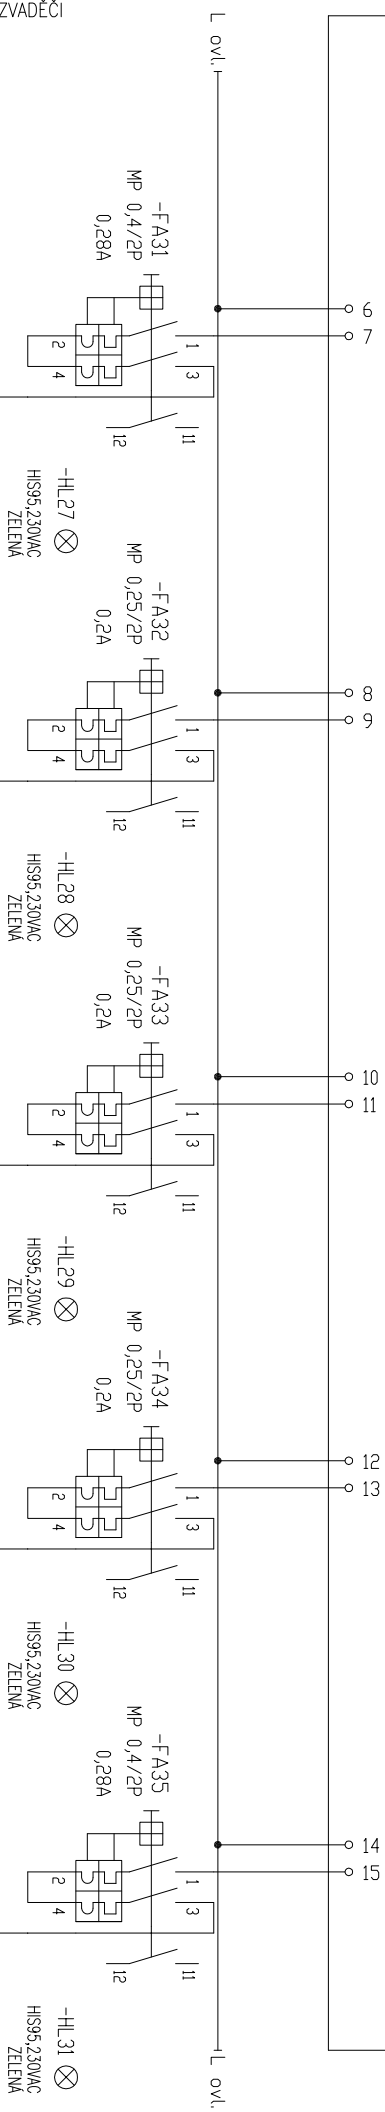 ZVADĚČI
L ovl.
6
7
-FA31
MP 0,4/2P
0,28A
1
3
2
4
11
12
-HL27
HIS95,230VAC
ZELENÁ
8
9
-FA32
MP 0,25/2P
0,2A
1
3
2
4
11
12
-HL28
HIS95,230VAC
ZELENÁ
10
11
-FA33
MP 0,25/2P
0,2A
1
3
2
4
11
12
-HL29
HIS95,230VAC
ZELENÁ
12
13
-FA34
MP 0,25/2P
0,2A
1
3
2
4
11
12
-HL30
HIS95,230VAC
ZELENÁ
14
15
-FA35
MP 0,4/2P
0,28A
1
3
2
4
11
12
-HL31
HIS95,230VAC
ZELENÁ
L ovl.